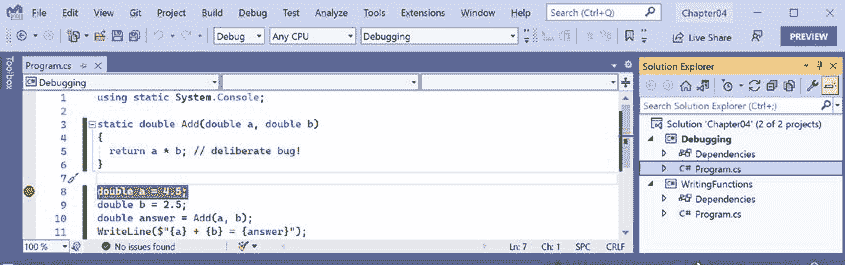 File Edit View Git Project Build Debug Test Analyze Tools Extensions Window Help Search (Ctrl+Q) Chapter04
Debug Any CPU Debugging Live Share PREVIEW
Toolbox
Program.cs
Debugging
1 using static System.Console;
2
3 static double Add(double a, double b)
4 {
5 return a * b; // deliberate bug!
6 }
7
8 double a = 4.5;
9 double b = 2.5;
10 double answer = Add(a, b);
11 WriteLine($"{a} + {b} = {answer}");
100 % No issues found Ln: 7 Ch: 1 SPC CRLF
Solution Explorer
Search Solution Explorer (Ctrl+;)
Solution 'Chapter04' (2 of 2 projects)
Debugging
Dependencies
C# Program.cs
WritingFunctions
Dependencies
C# Program.cs